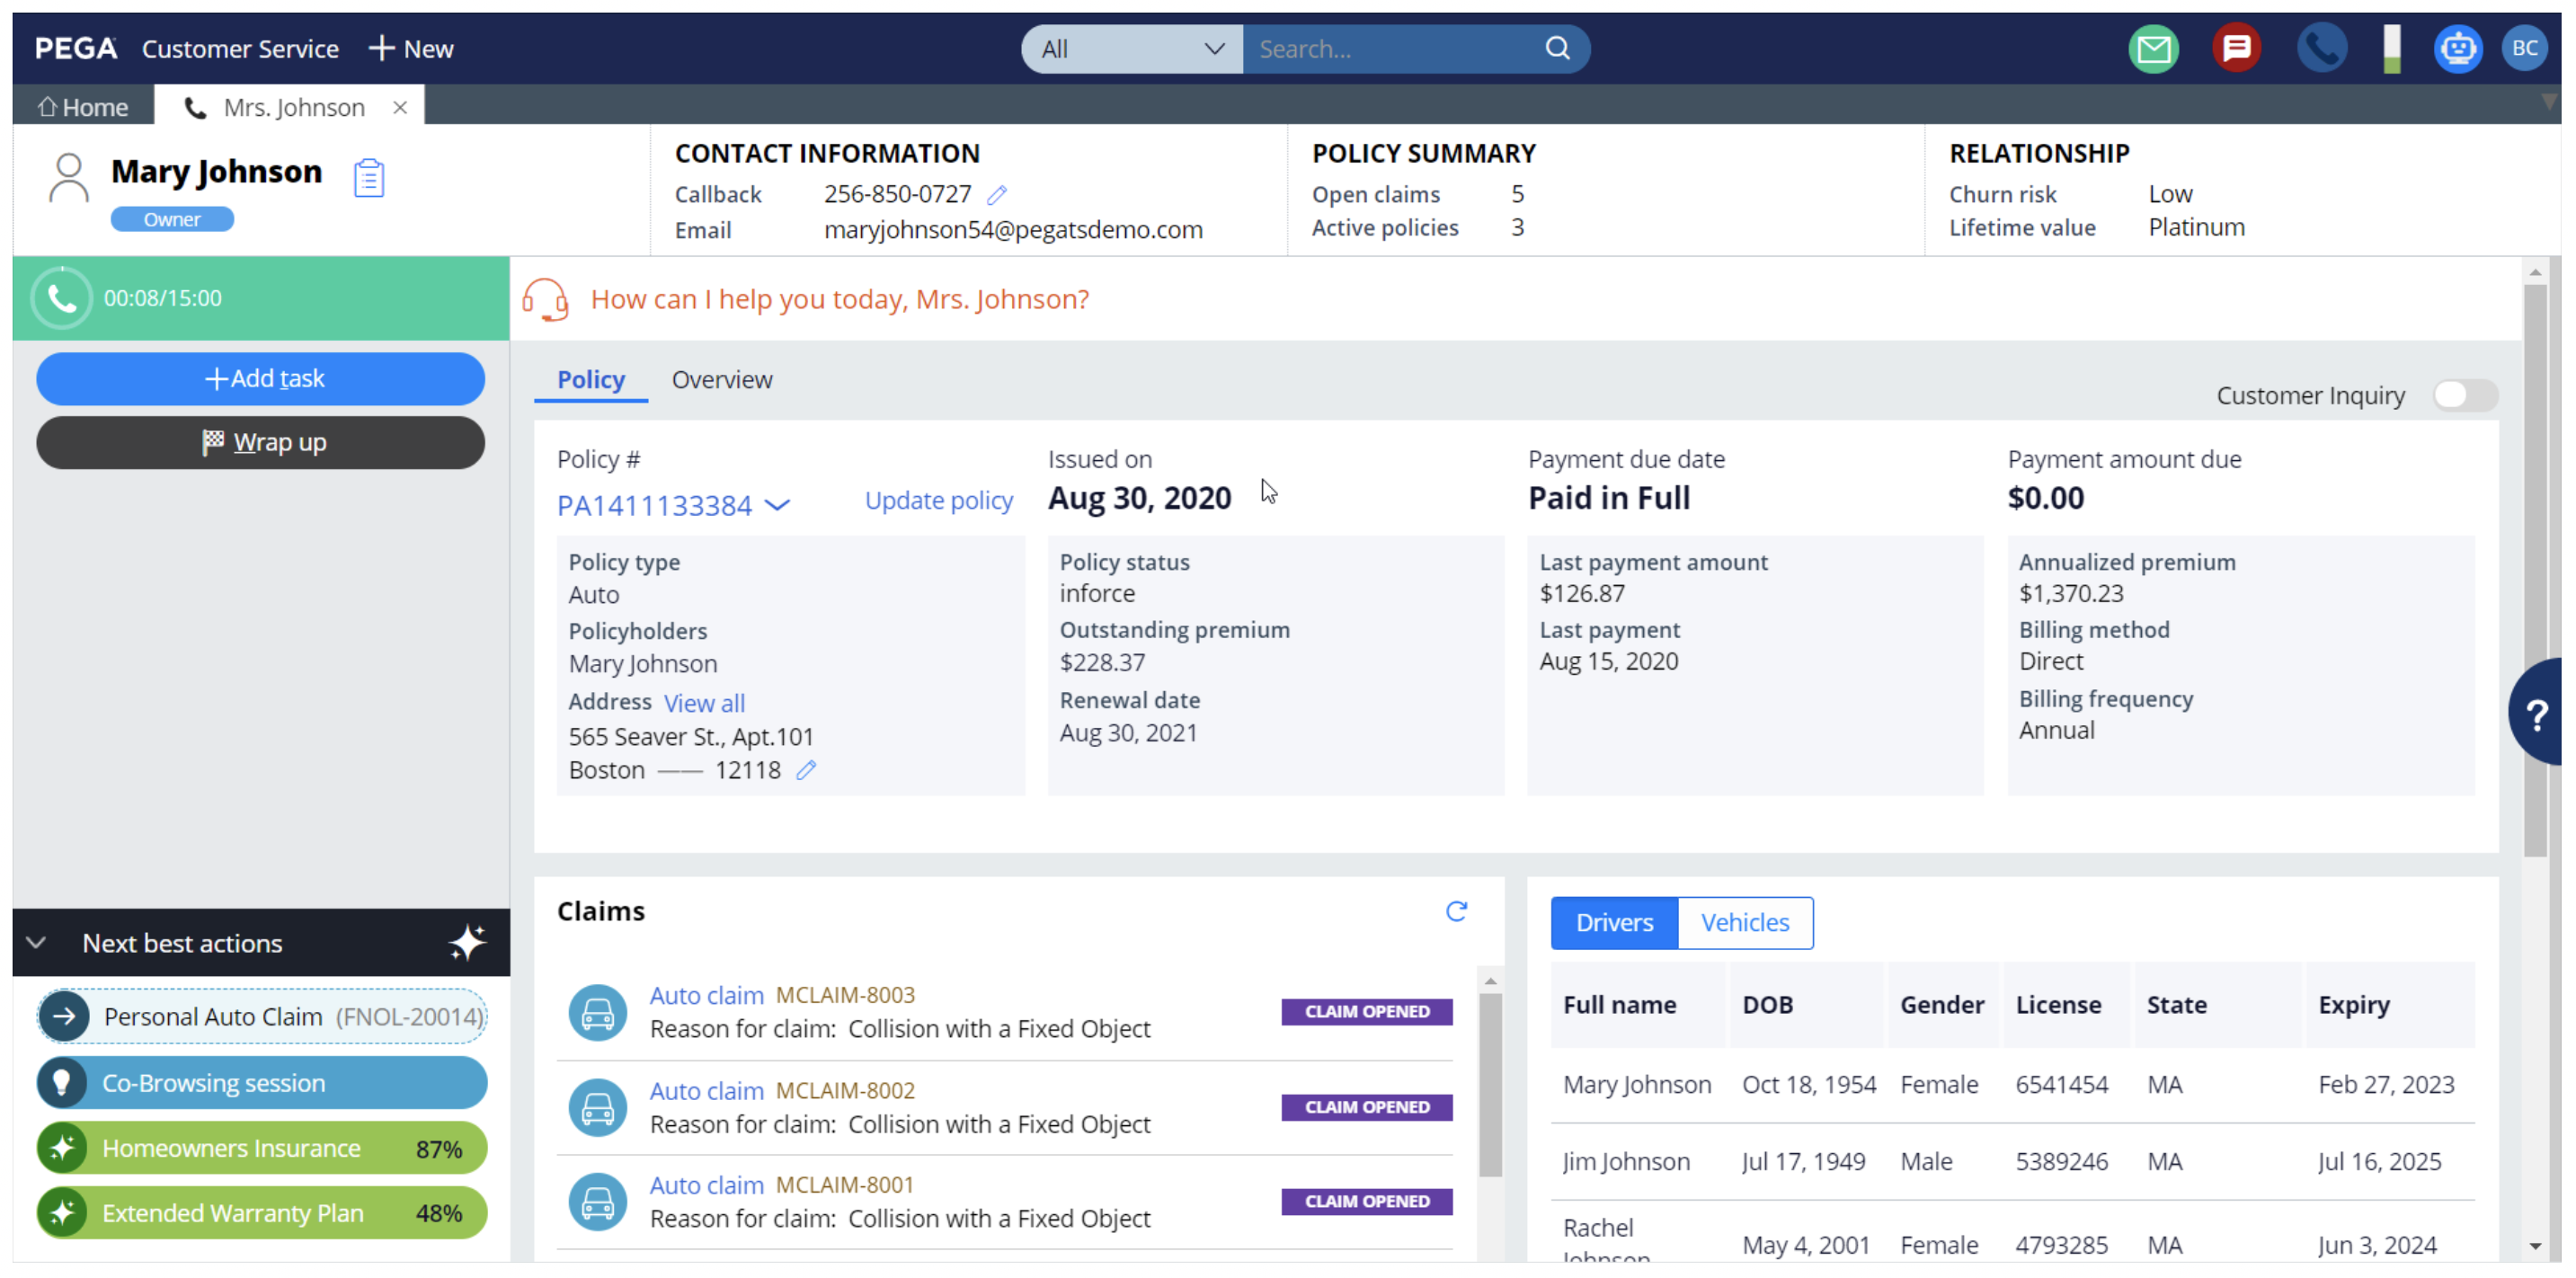 PEGA Customer Service + New All Search... BC
Home Mrs. Johnson ×
Mary Johnson
Owner
CONTACT INFORMATION
Callback 256-850-0727
Email maryjohnson54@pegatsdemo.com
POLICY SUMMARY
Open claims 5
Active policies 3
RELATIONSHIP
Churn risk Low
Lifetime value Platinum
00:08/15:00
+Add task
Wrap up
Next best actions
Personal Auto Claim (FNOL-20014)
Co-Browsing session
Homeowners Insurance 87%
Extended Warranty Plan 48%
How can I help you today, Mrs. Johnson?
Policy Overview
Customer Inquiry
Policy #
PA1411133384 Update policy
Policy type
Auto
Policyholders
Mary Johnson
Address View all
565 Seaver St., Apt.101
Boston —— 12118
Issued on
Aug 30, 2020
Policy status
inforce
Outstanding premium
$228.37
Renewal date
Aug 30, 2021
Payment due date
Paid in Full
Last payment amount
$126.87
Last payment
Aug 15, 2020
Payment amount due
$0.00
Annualized premium
$1,370.23
Billing method
Direct
Billing frequency
Annual
?
Claims
Auto claim MCLAIM-8003
Reason for claim: Collision with a Fixed Object
CLAIM OPENED
Auto claim MCLAIM-8002
Reason for claim: Collision with a Fixed Object
CLAIM OPENED
Auto claim MCLAIM-8001
Reason for claim: Collision with a Fixed Object
CLAIM OPENED
Drivers Vehicles
Full name DOB Gender License State Expiry
Mary Johnson Oct 18, 1954 Female 6541454 MA Feb 27, 2023
Jim Johnson Jul 17, 1949 Male 5389246 MA Jul 16, 2025
Rachel
Johnson May 4, 2001 Female 4793285 MA Jun 3, 2024